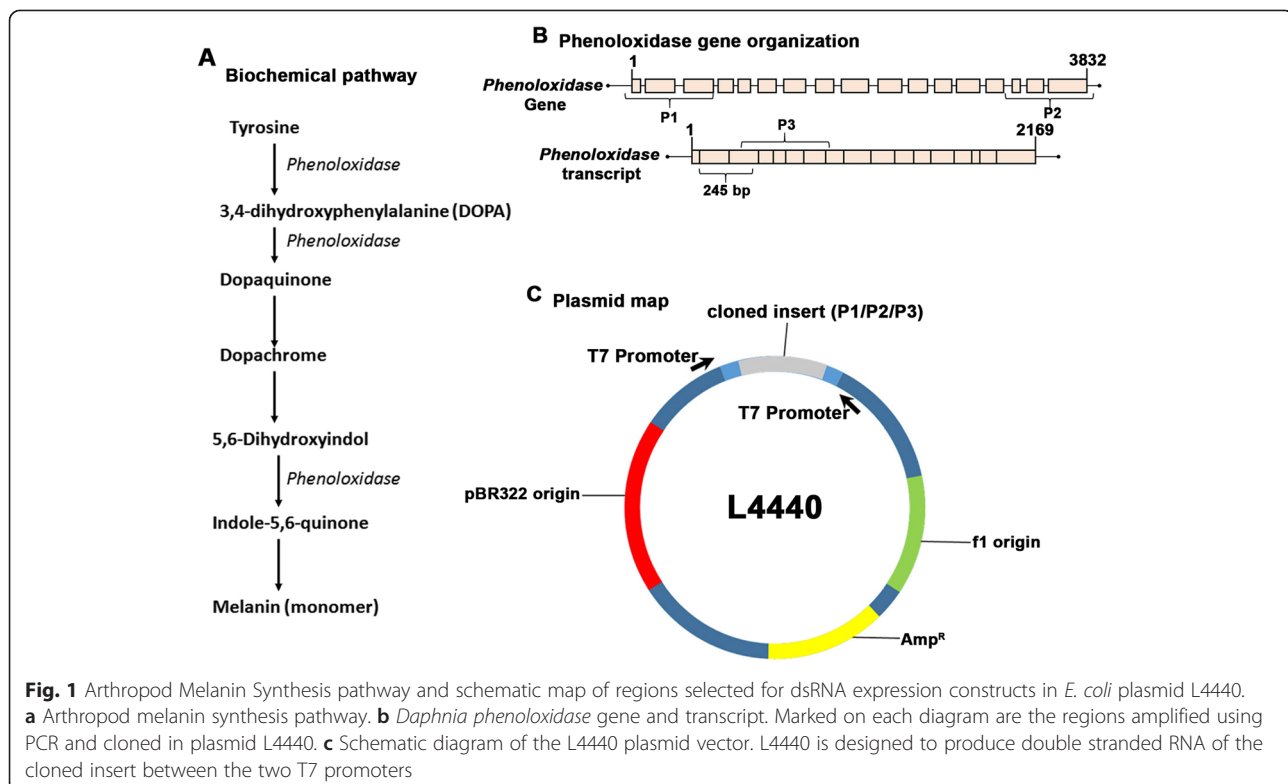 A Biochemical pathway
Tyrosine
Phenoloxidase
3,4-dihydroxyphenylalanine (DOPA)
Phenoloxidase
Dopaquinone
Dopachrome
5,6-Dihydroxyindol
Phenoloxidase
Indole-5,6-quinone
Melanin (monomer)
B Phenoloxidase gene organization
1 3832
Phenoloxidase
Gene
P1 P2
P3
1 2169
Phenoloxidase
transcript
245 bp
C Plasmid map
cloned insert (P1/P2/P3)
T7 Promoter
T7 Promoter
pBR322 origin
L4440
f1 origin
Amp^R
Fig. 1 Arthropod Melanin Synthesis pathway and schematic map of regions selected for dsRNA expression constructs in E. coli plasmid L4440.
a Arthropod melanin synthesis pathway. b Daphnia phenoloxidase gene and transcript. Marked on each diagram are the regions amplified using
PCR and cloned in plasmid L4440. c Schematic diagram of the L4440 plasmid vector. L4440 is designed to produce double stranded RNA of the
cloned insert between the two T7 promoters